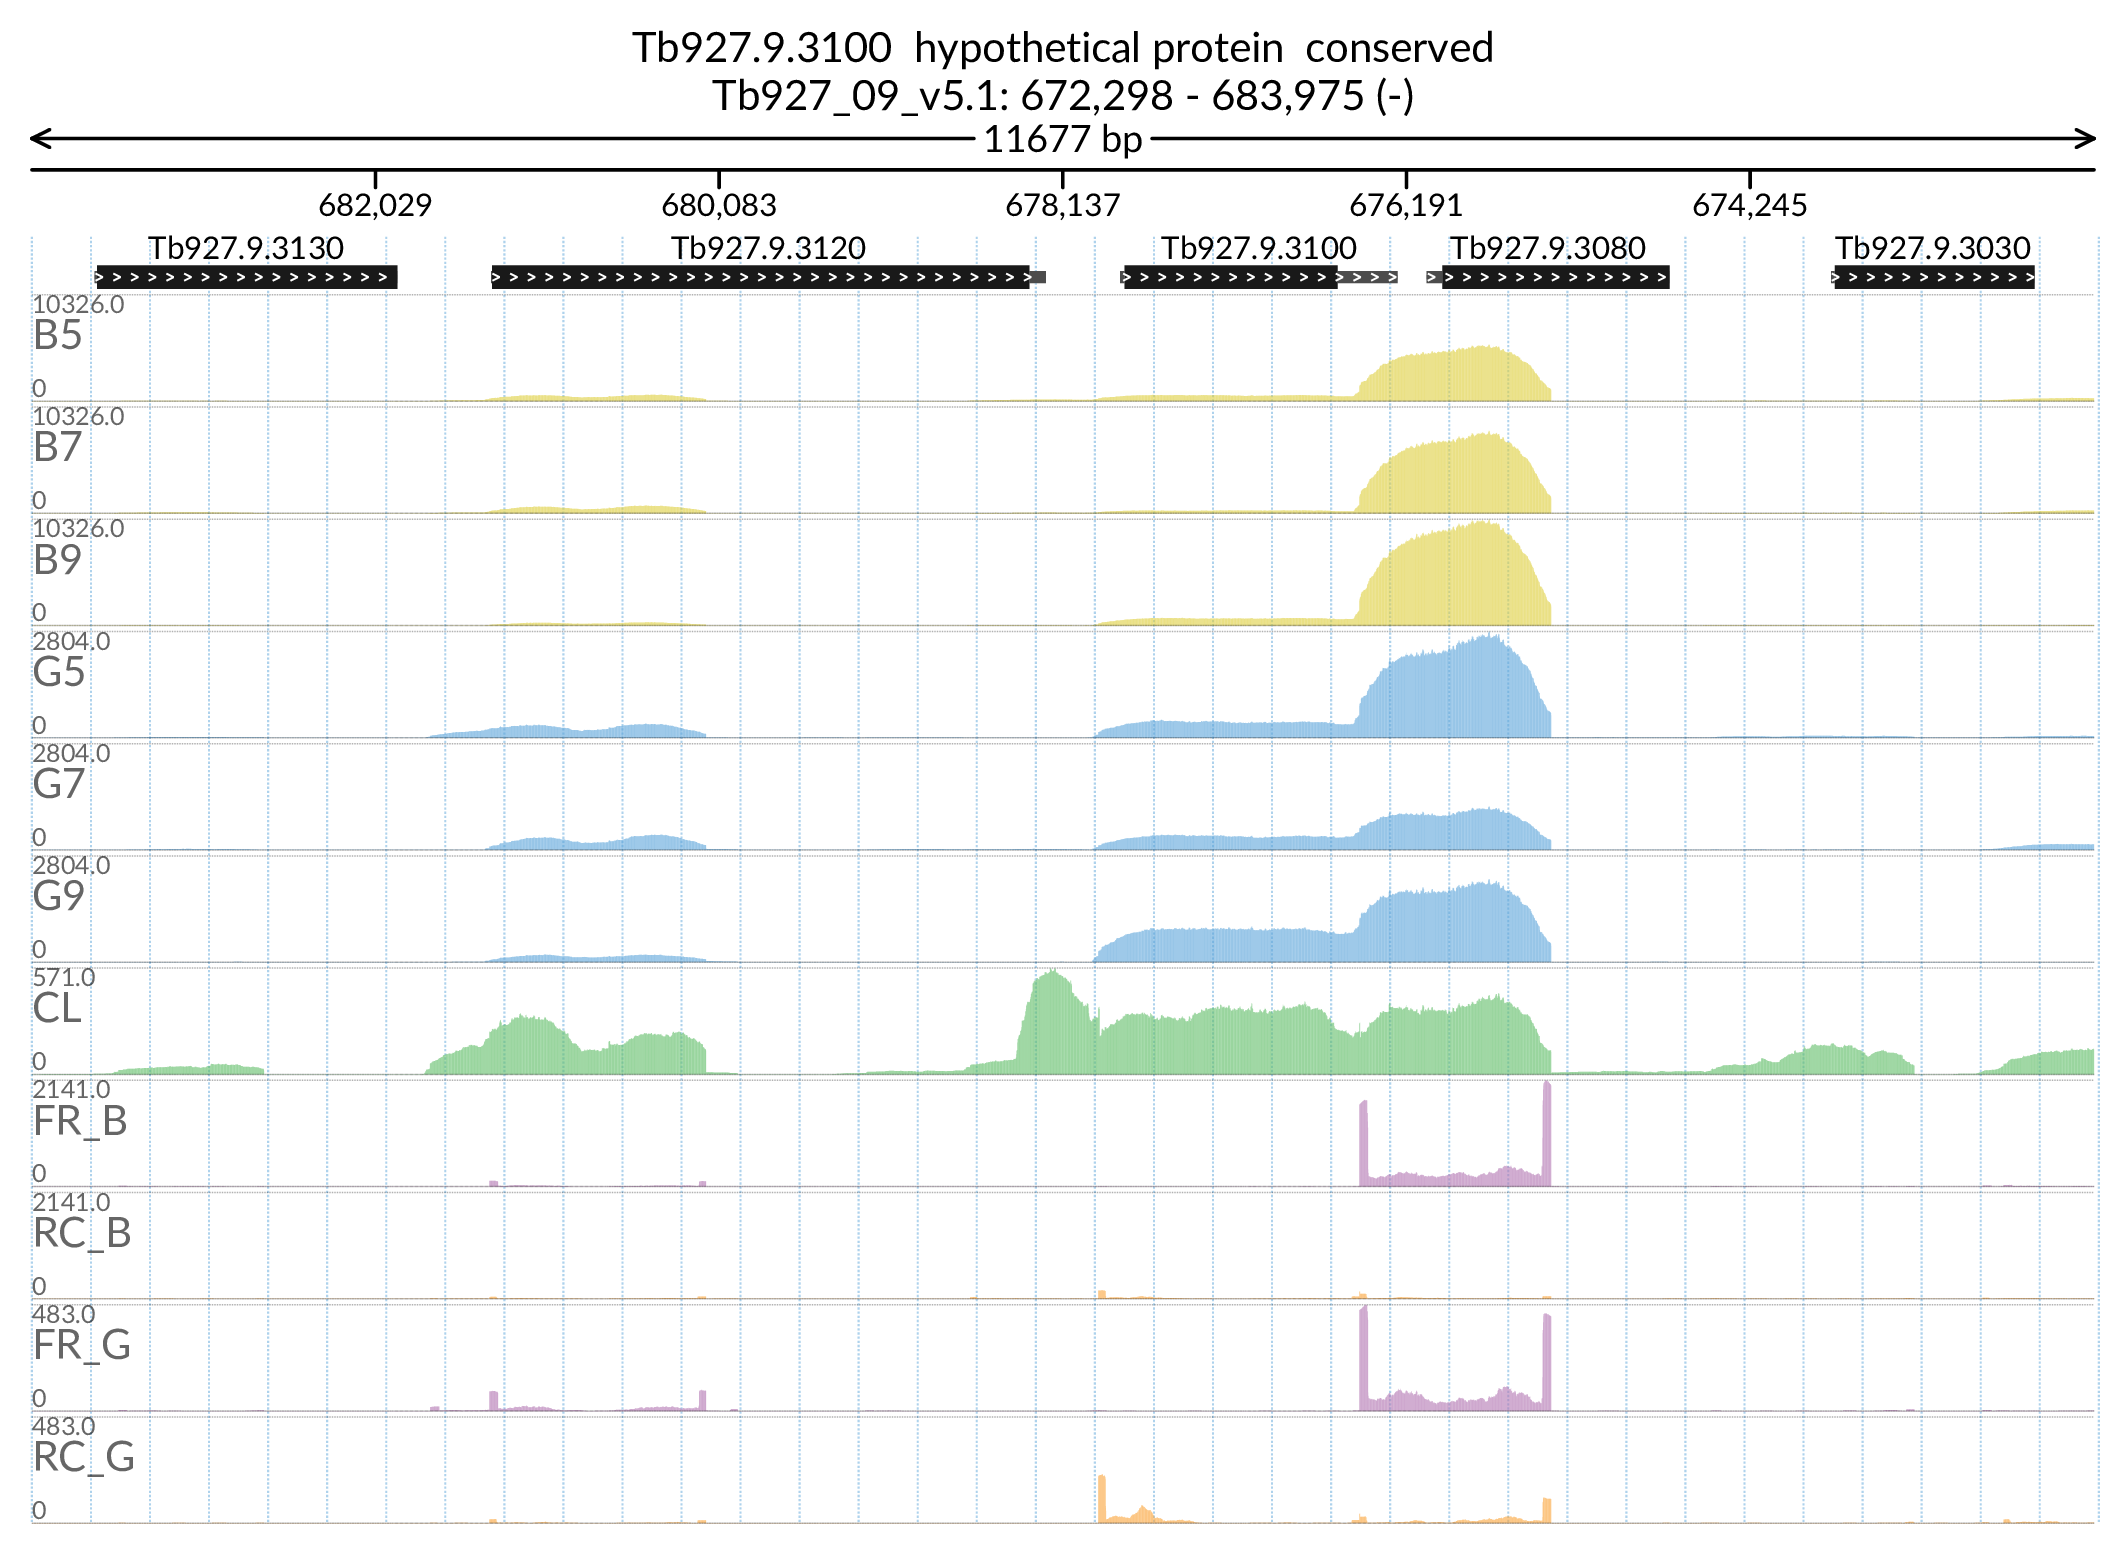 Tb927.9.3100 hypothetical protein conserved
Tb927_09_v5.1: 672,298 - 683,975 (-)
11677 bp
682,029 680,083 678,137 676,191 674,245
Tb927.9.3130 Tb927.9.3120 Tb927.9.3100 Tb927.9.3080 Tb927.9.3030
10326.0
B5
0
10326.0
B7
0
10326.0
B9
0
2804.0
G5
0
2804.0
G7
0
2804.0
G9
0
571.0
CL
0
2141.0
FR_B
0
2141.0
RC_B
0
483.0
FR_G
0
483.0
RC_G
0